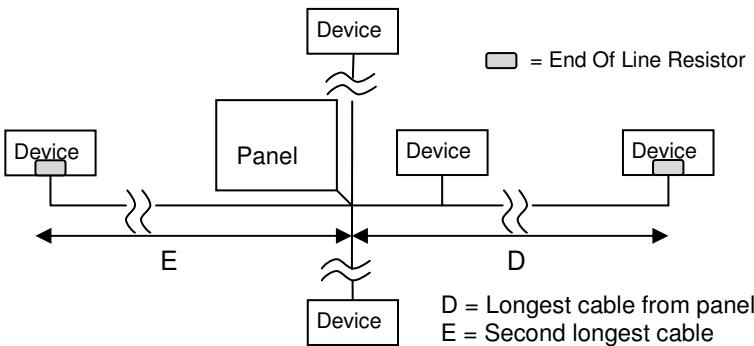 Device
= End Of Line Resistor
Device
Panel
Device
Device
E
D
Device
D = Longest cable from panel
E = Second longest cable